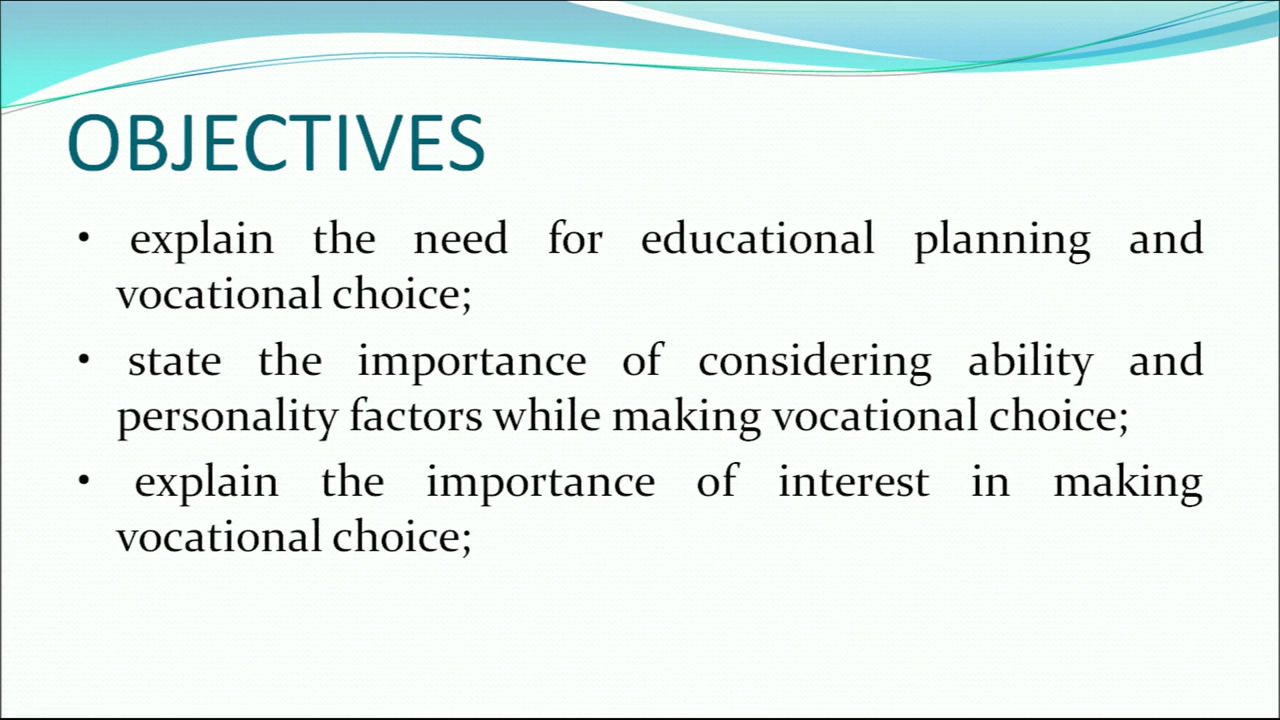 OBJECTIVES
• explain the need for educational planning and
vocational choice;
• state the importance of considering ability and
personality factors while making vocational choice;
• explain the importance of interest in making
vocational choice;